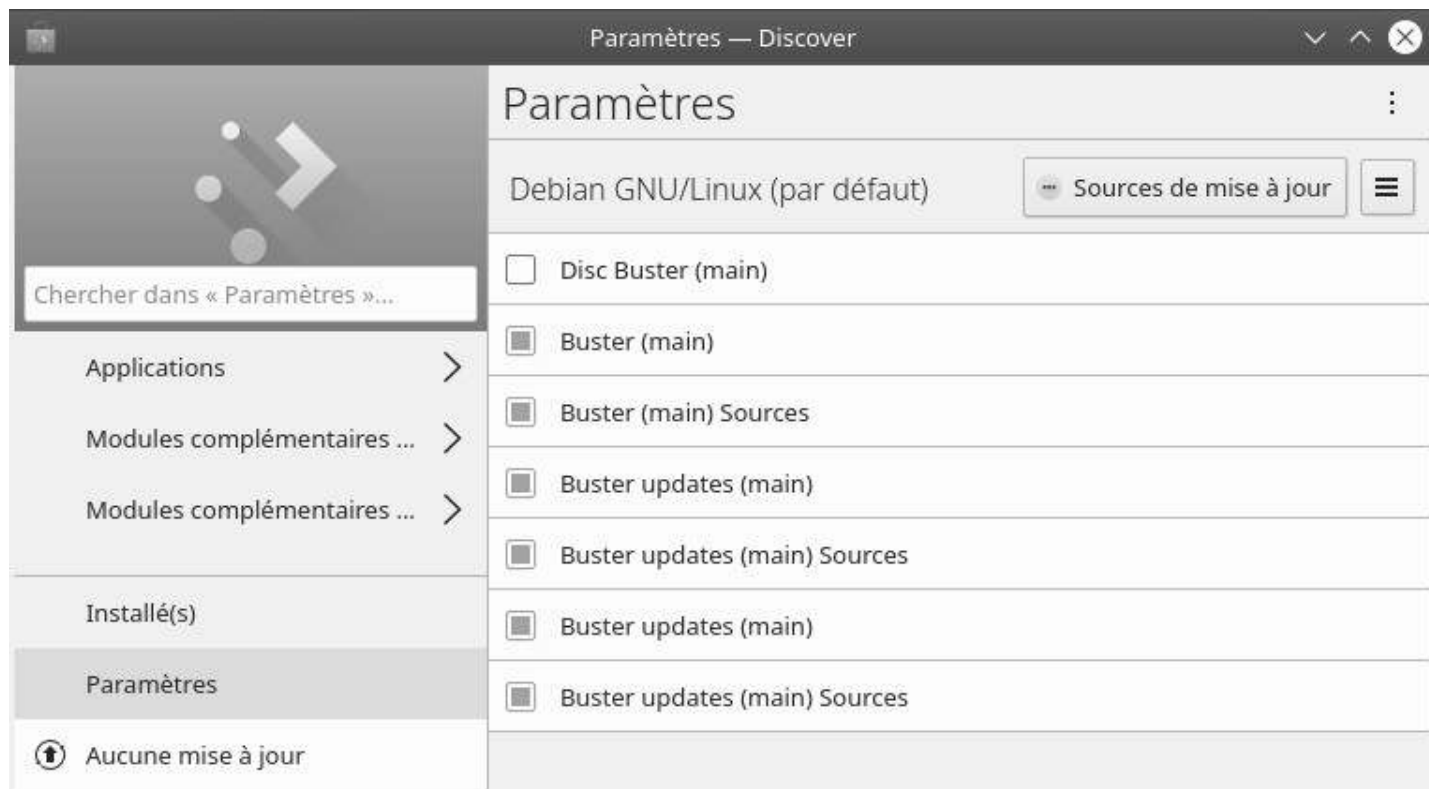 Paramètres — Discover
Chercher dans « Paramètres »...
Applications
Modules complémentaires ...
Modules complémentaires ...
Installé(s)
Paramètres
Aucune mise à jour
Paramètres
Debian GNU/Linux (par défaut)
Sources de mise à jour
Disc Buster (main)
Buster (main)
Buster (main) Sources
Buster updates (main)
Buster updates (main) Sources
Buster updates (main)
Buster updates (main) Sources